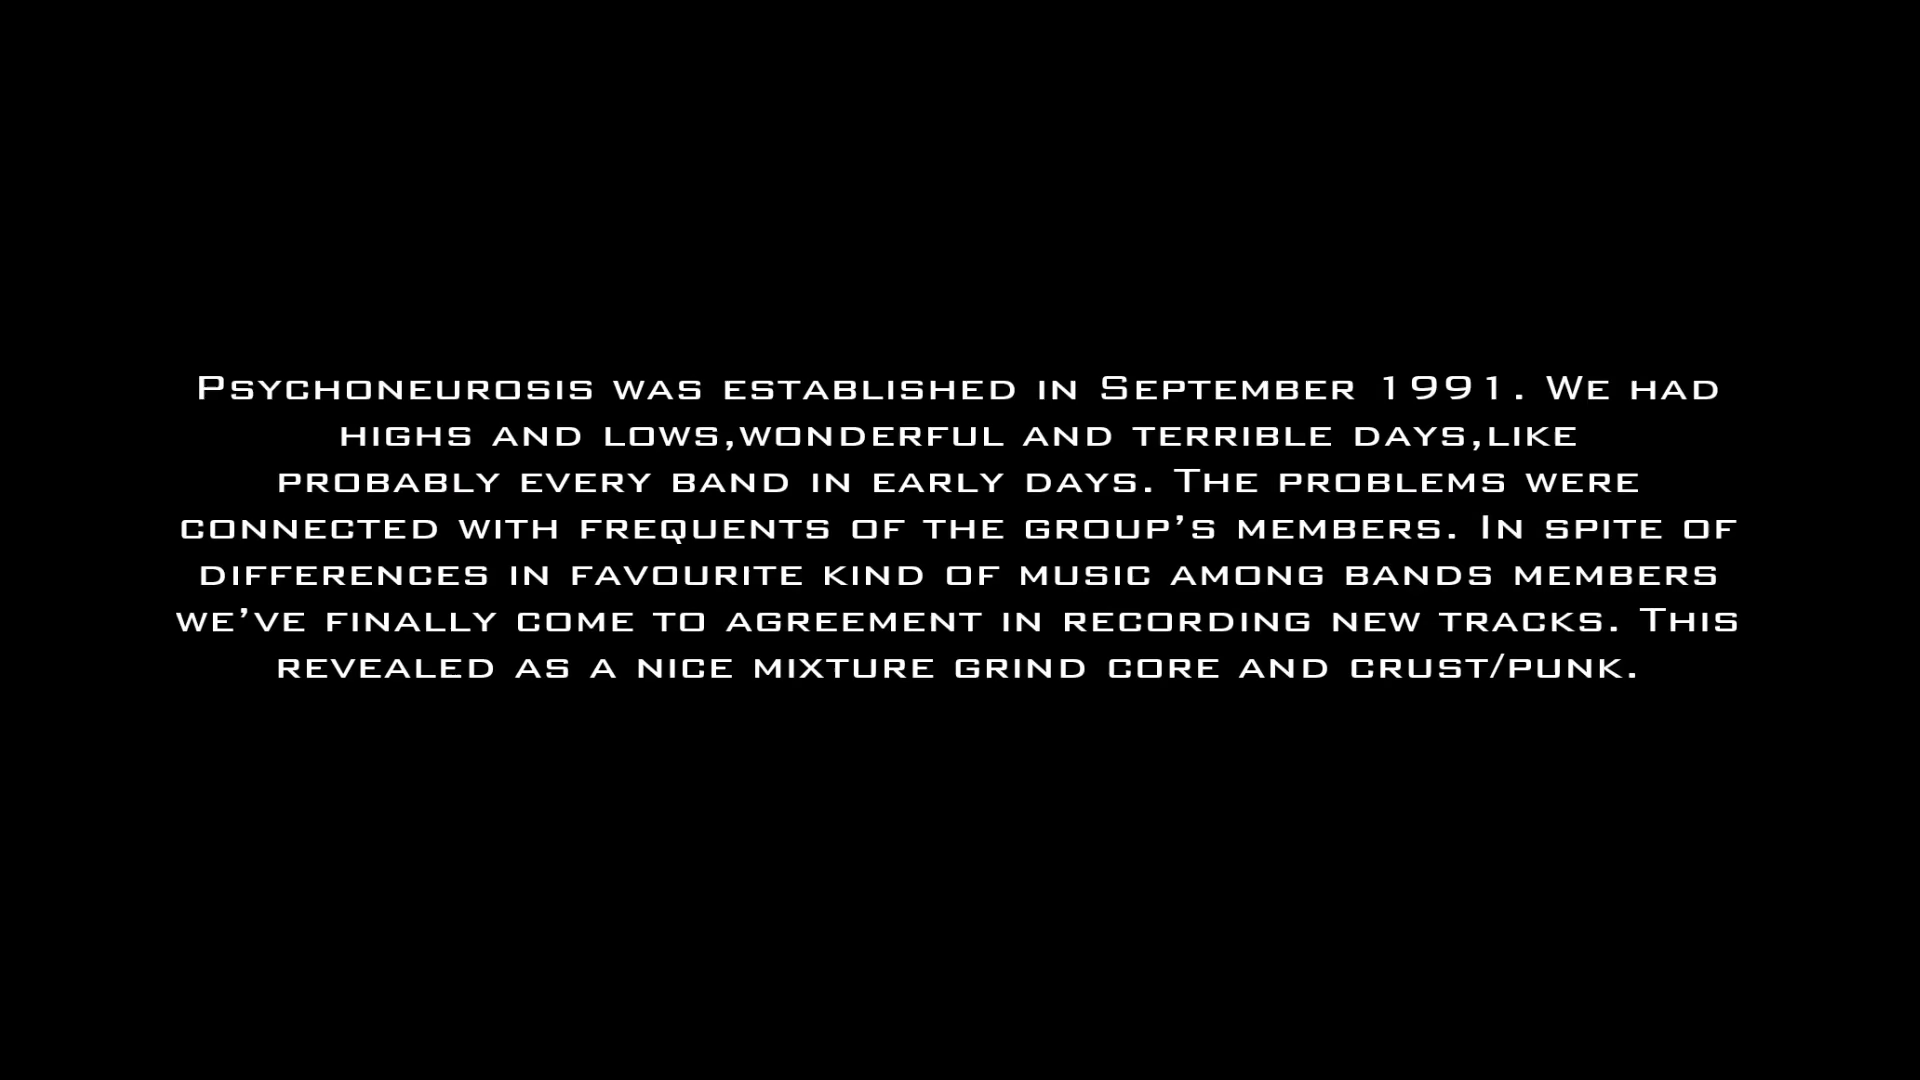 Psychoneurosis was established in September 1991. We had
highs and lows,wonderful and terrible days,like
probably every band in early days. The problems were
connected with frequents of the group’s members. In spite of
differences in favourite kind of music among bands members
we’ve finally come to agreement in recording new tracks. This
revealed as a nice mixture grind core and crust/punk.